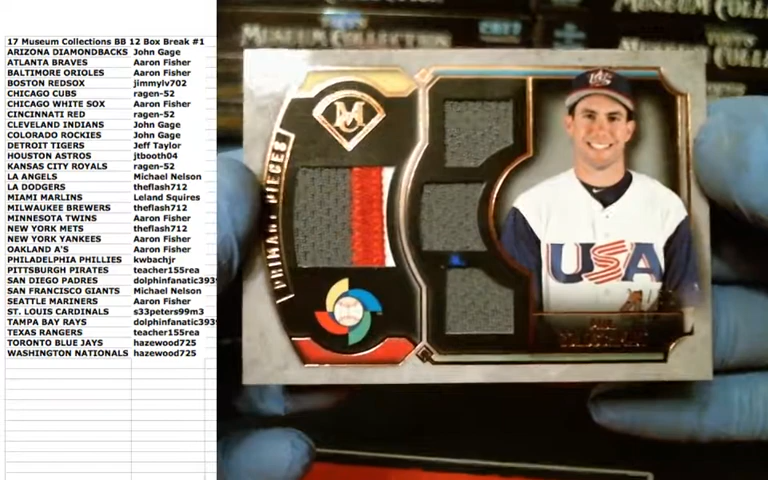 17 Museum Collections BB 12 Box Break #1
ARIZONA DIAMONDBACKS John Gage
ATLANTA BRAVES Aaron Fisher
BALTIMORE ORIOLES Aaron Fisher
BOSTON REDSOX jimmylv702
CHICAGO CUBS ragen-52
CHICAGO WHITE SOX Aaron Fisher
CINCINNATI RED ragen-52
CLEVELAND INDIANS John Gage
COLORADO ROCKIES John Gage
DETROIT TIGERS Jeff Taylor
HOUSTON ASTROS jtbooth04
KANSAS CITY ROYALS ragen-52
LA ANGELS Michael Nelson
LA DODGERS theflash712
MIAMI MARLINS Leland Squires
MILWAUKEE BREWERS theflash712
MINNESOTA TWINS Aaron Fisher
NEW YORK METS theflash712
NEW YORK YANKEES Aaron Fisher
OAKLAND A'S Aaron Fisher
PHILADELPHIA PHILLIES kwbachjr
PITTSBURGH PIRATES teacher155rea
SAN DIEGO PADRES dolphinfanatic393
SAN FRANCISCO GIANTS Michael Nelson
SEATTLE MARINERS Aaron Fisher
ST. LOUIS CARDINALS s33peters99m3
TAMPA BAY RAYS dolphinfanatic393
TEXAS RANGERS teacher155rea
TORONTO BLUE JAYS hazewood725
WASHINGTON NATIONALS hazewood725
MC
PRIMARY PIECES
USA